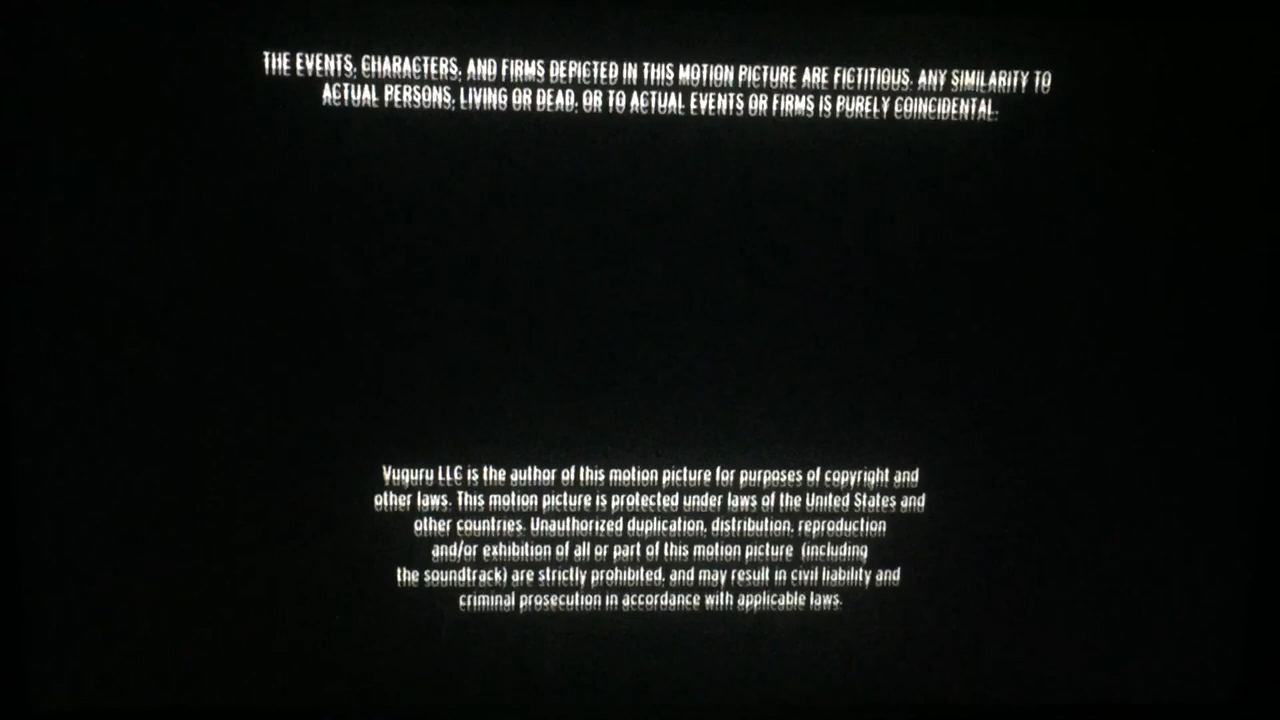 THE EVENTS, CHARACTERS, AND FIRMS DEPICTED IN THIS MOTION PICTURE ARE FICTITIOUS. ANY SIMILARITY TO
ACTUAL PERSONS, LIVING OR DEAD, OR TO ACTUAL EVENTS OR FIRMS IS PURELY COINCIDENTAL.
Vuguru LLC is the author of this motion picture for purposes of copyright and
other laws. This motion picture is protected under laws of the United States and
other countries. Unauthorized duplication, distribution, reproduction
and/or exhibition of all or part of this motion picture (including
the soundtrack) are strictly prohibited, and may result in civil liability and
criminal prosecution in accordance with applicable laws.